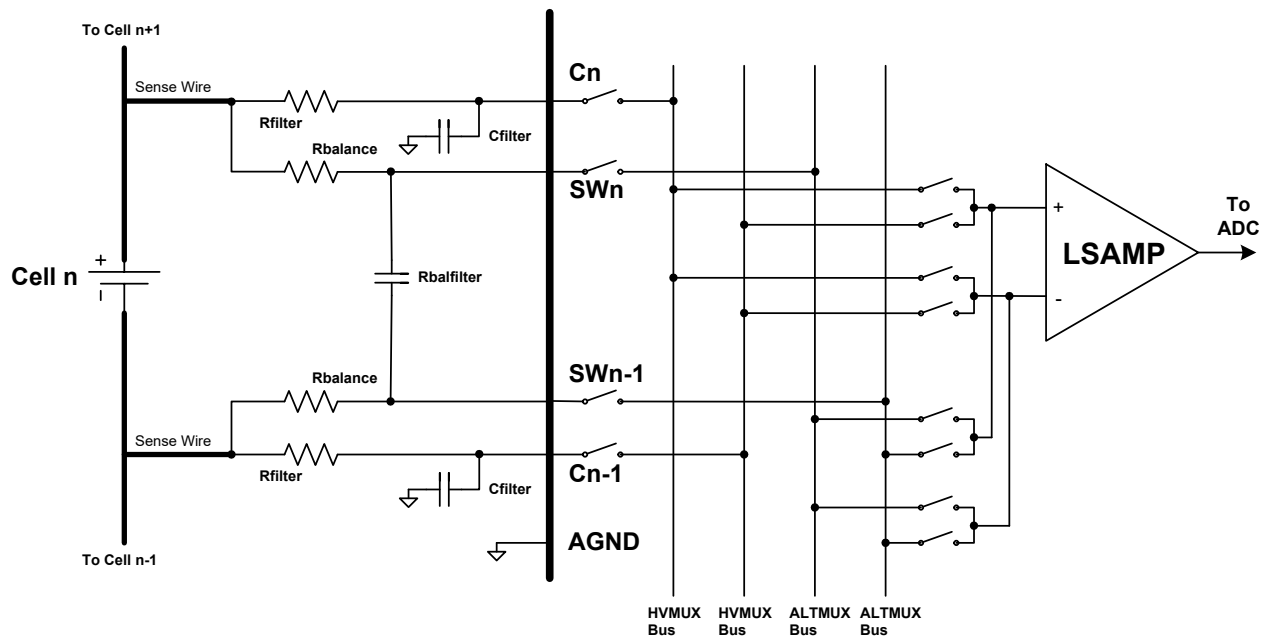 To Cell n+1
Sense Wire
Rfilter
Cfilter
Cn
Rbalance
SWn
Cell n
+
–
Rbalfilter
+
-
LSAMP
To
ADC
Rbalance
SWn-1
Sense Wire
Rfilter
Cfilter
Cn-1
AGND
To Cell n-1
HVMUX
Bus
HVMUX
Bus
ALTMUX
Bus
ALTMUX
Bus